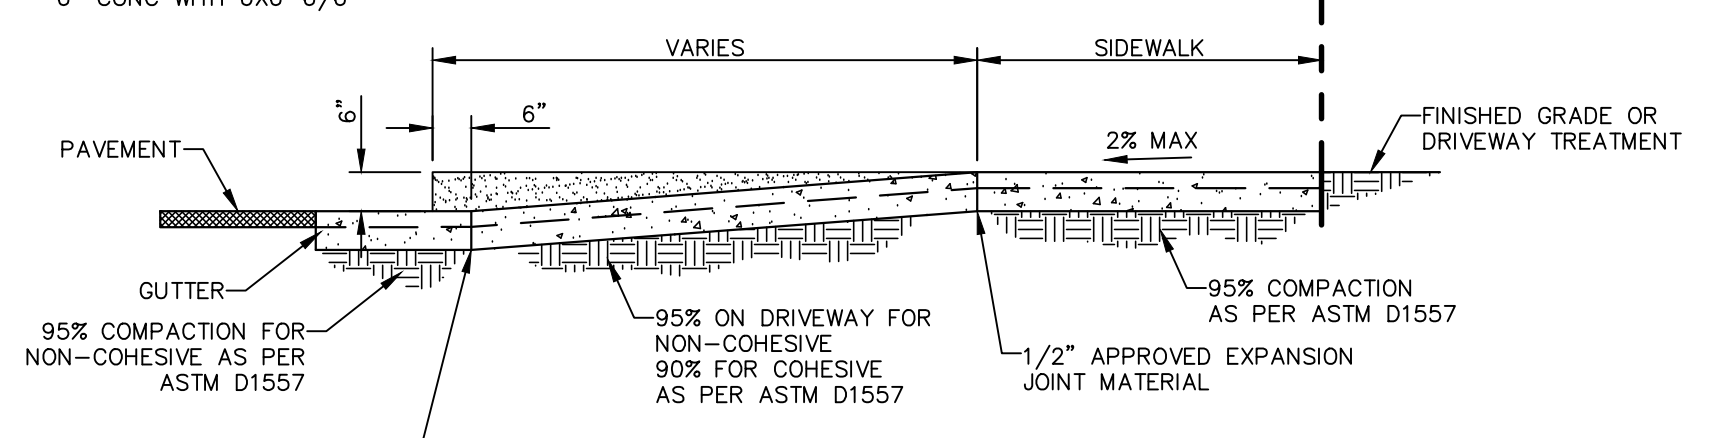 VARIES
SIDEWALK
6"
6"
2% MAX
FINISHED GRADE OR
DRIVEWAY TREATMENT
PAVEMENT
GUTTER
95% COMPACTION FOR
NON-COHESIVE AS PER
ASTM D1557
95% ON DRIVEWAY FOR
NON-COHESIVE
90% FOR COHESIVE
AS PER ASTM D1557
95% COMPACTION
AS PER ASTM D1557
1/2" APPROVED EXPANSION
JOINT MATERIAL